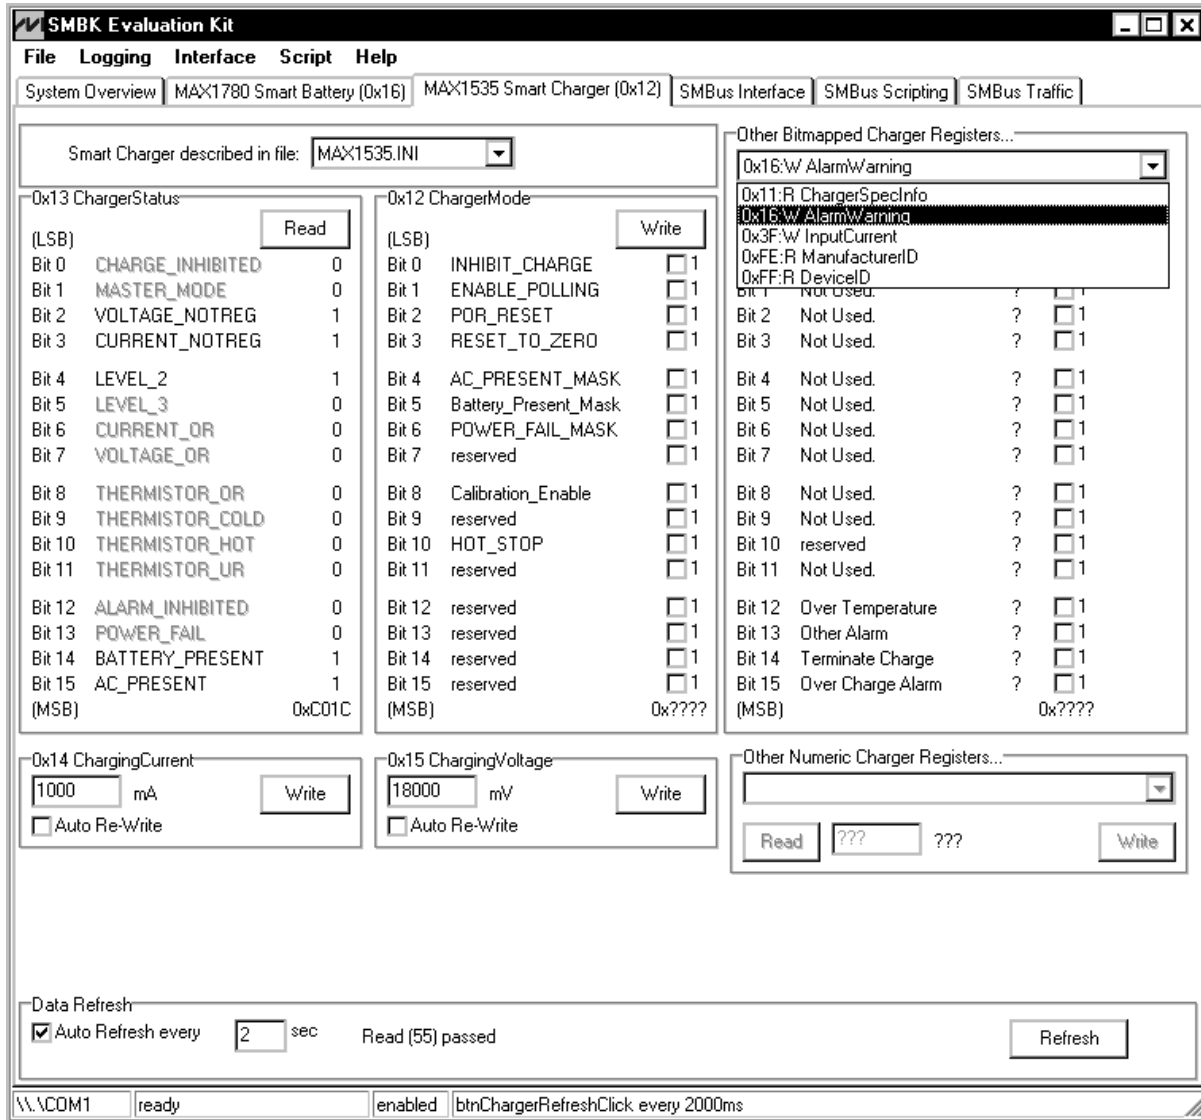 SMBK Evaluation Kit
File Logging Interface Script Help
System Overview MAX1780 Smart Battery (0x16) MAX1535 Smart Charger (0x12) SMBus Interface SMBus Scripting SMBus Traffic
Smart Charger described in file: MAX1535.INI
0x13 ChargerStatus
Read
(LSB)
Bit 0 CHARGE_INHIBITED 0
Bit 1 MASTER_MODE 0
Bit 2 VOLTAGE_NOTREG 1
Bit 3 CURRENT_NOTREG 1
Bit 4 LEVEL_2 1
Bit 5 LEVEL_3 0
Bit 6 CURRENT_OR 0
Bit 7 VOLTAGE_OR 0
Bit 8 THERMISTOR_OR 0
Bit 9 THERMISTOR_COLD 0
Bit 10 THERMISTOR_HOT 0
Bit 11 THERMISTOR_UR 0
Bit 12 ALARM_INHIBITED 0
Bit 13 POWER_FAIL 0
Bit 14 BATTERY_PRESENT 1
Bit 15 AC_PRESENT 1
(MSB) 0xC01C
0x12 ChargerMode
Write
(LSB)
Bit 0 INHIBIT_CHARGE 1
Bit 1 ENABLE_POLLING 1
Bit 2 POR_RESET 1
Bit 3 RESET_TO_ZERO 1
Bit 4 AC_PRESENT_MASK 1
Bit 5 Battery_Present_Mask 1
Bit 6 POWER_FAIL_MASK 1
Bit 7 reserved 1
Bit 8 Calibration_Enable 1
Bit 9 reserved 1
Bit 10 HOT_STOP 1
Bit 11 reserved 1
Bit 12 reserved 1
Bit 13 reserved 1
Bit 14 reserved 1
Bit 15 reserved 1
(MSB) 0x????
Other Bitmapped Charger Registers...
0x16:W AlarmWarning
0x11:R ChargerSpecInfo
0x16:W AlarmWarning
0x3F:W InputCurrent
0xFE:R ManufacturerID
0xFF:R DeviceID
Bit 1 Not Used. ? 1
Bit 2 Not Used. ? 1
Bit 3 Not Used. ? 1
Bit 4 Not Used. ? 1
Bit 5 Not Used. ? 1
Bit 6 Not Used. ? 1
Bit 7 Not Used. ? 1
Bit 8 Not Used. ? 1
Bit 9 Not Used. ? 1
Bit 10 reserved ? 1
Bit 11 Not Used. ? 1
Bit 12 Over Temperature ? 1
Bit 13 Other Alarm ? 1
Bit 14 Terminate Charge ? 1
Bit 15 Over Charge Alarm ? 1
(MSB) 0x????
0x14 ChargingCurrent
1000 mA Write
Auto Re-Write
0x15 ChargingVoltage
18000 mV Write
Auto Re-Write
Other Numeric Charger Registers...
Read ??? ??? Write
Data Refresh
Auto Refresh every 2 sec Read (55) passed Refresh
\\.\COM1 ready enabled btnChargerRefreshClick every 2000ms